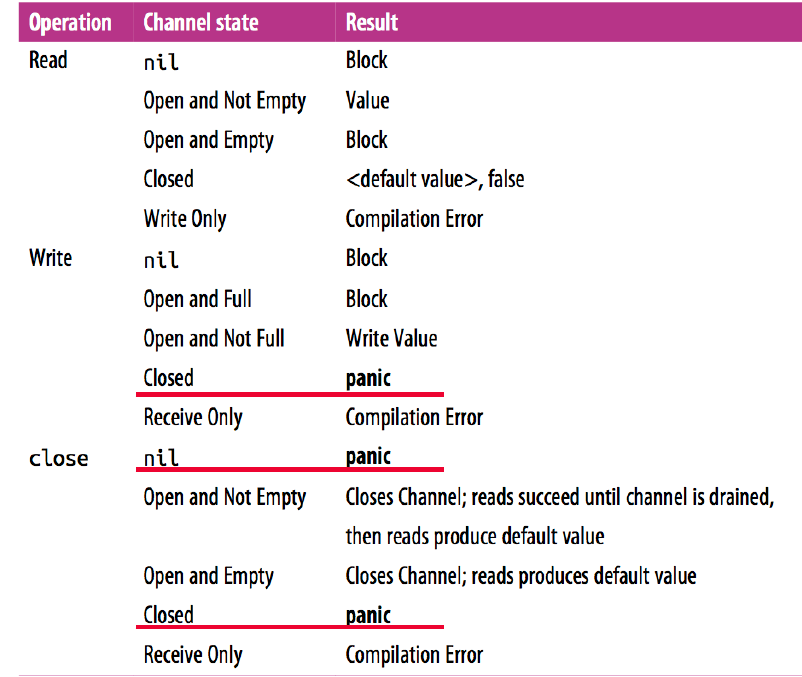 Operation Channel state Result
Read nil Block
Open and Not Empty Value
Open and Empty Block
Closed <default value>, false
Write Only Compilation Error
Write nil Block
Open and Full Block
Open and Not Full Write Value
Closed panic
Receive Only Compilation Error
close nil panic
Open and Not Empty Closes Channel; reads succeed until channel is drained,
then reads produce default value
Open and Empty Closes Channel; reads produces default value
Closed panic
Receive Only Compilation Error